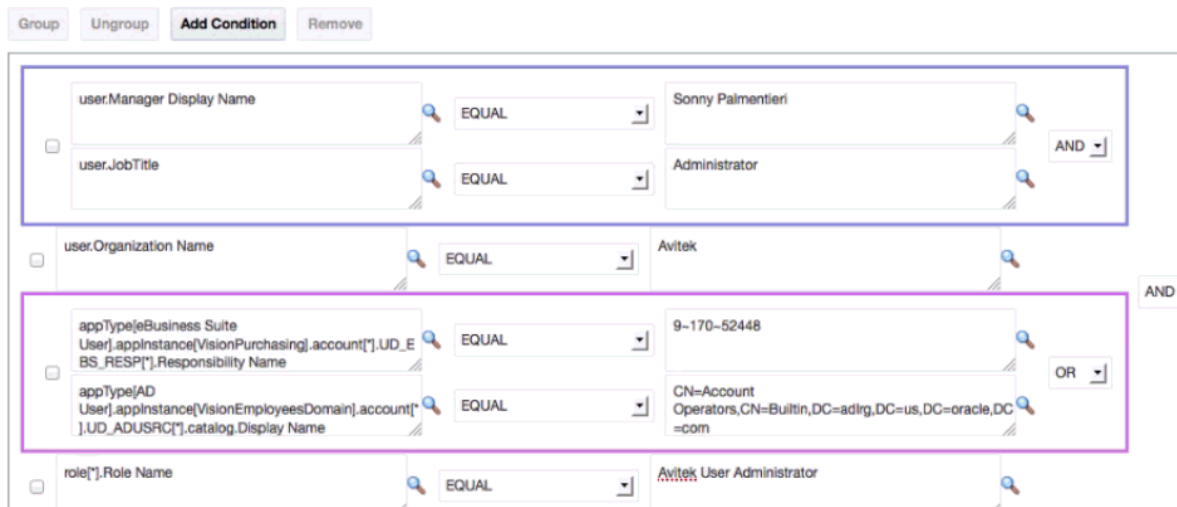 Group Ungroup Add Condition Remove
user.Manager Display Name EQUAL Sonny Palmentieri
AND
user.JobTitle EQUAL Administrator
user.Organization Name EQUAL Avitek
AND
appType[eBusiness Suite
User].appInstance[VisionPurchasing].account[*].UD_E
BS_RESP[*].Responsibility Name
EQUAL
9~170~52448
OR
appType[AD
User].appInstance[VisionEmployeesDomain].account[*
].UD_ADUSRC[*].catalog.Display Name
EQUAL
CN=Account
Operators,CN=Builtin,DC=adlrg,DC=us,DC=oracle,DC
=com
role[*].Role Name EQUAL Avitek User Administrator